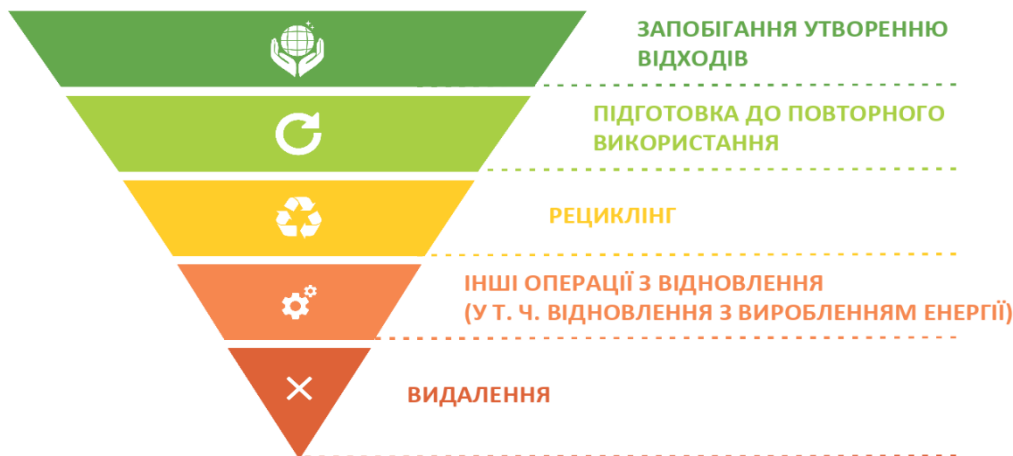 ЗАПОБІГАННЯ УТВОРЕННЮ
ВІДХОДІВ
ПІДГОТОВКА ДО ПОВТОРНОГО
ВИКОРИСТАННЯ
РЕЦИКЛІНГ
ІНШІ ОПЕРАЦІЇ З ВІДНОВЛЕННЯ
(У Т. Ч. ВІДНОВЛЕННЯ З ВИРОБЛЕННЯМ ЕНЕРГІЇ)
ВИДАЛЕННЯ